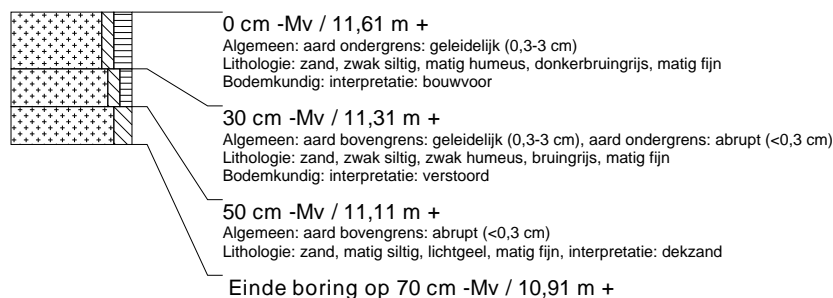 0 cm -Mv / 11,61 m +
Algemeen: aard ondergrens: geleidelijk (0,3-3 cm)
Lithologie: zand, zwak siltig, matig humeus, donkerbruingrijs, matig fijn
Bodemkundig: interpretatie: bouwvoor
30 cm -Mv / 11,31 m +
Algemeen: aard bovengrens: geleidelijk (0,3-3 cm), aard ondergrens: abrupt (<0,3 cm)
Lithologie: zand, zwak siltig, zwak humeus, bruingrijs, matig fijn
Bodemkundig: interpretatie: verstoord
50 cm -Mv / 11,11 m +
Algemeen: aard bovengrens: abrupt (<0,3 cm)
Lithologie: zand, matig siltig, lichtgeel, matig fijn, interpretatie: dekzand
Einde boring op 70 cm -Mv / 10,91 m +